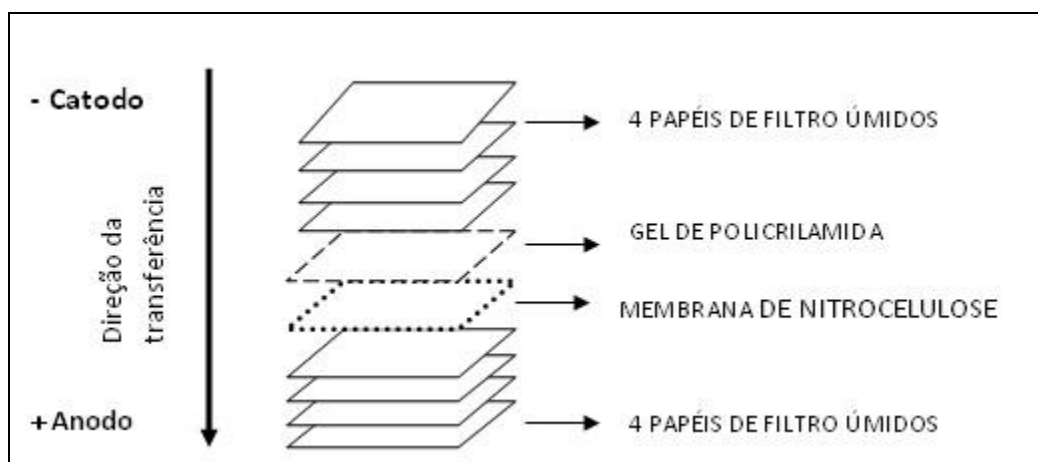 - Catodo
4 PAPÉIS DE FILTRO ÚMIDOS
Direção da
transferência
GEL DE POLICRILAMIDA
MEMBRANA DE NITROCELULOSE
+ Anodo
4 PAPÉIS DE FILTRO ÚMIDOS